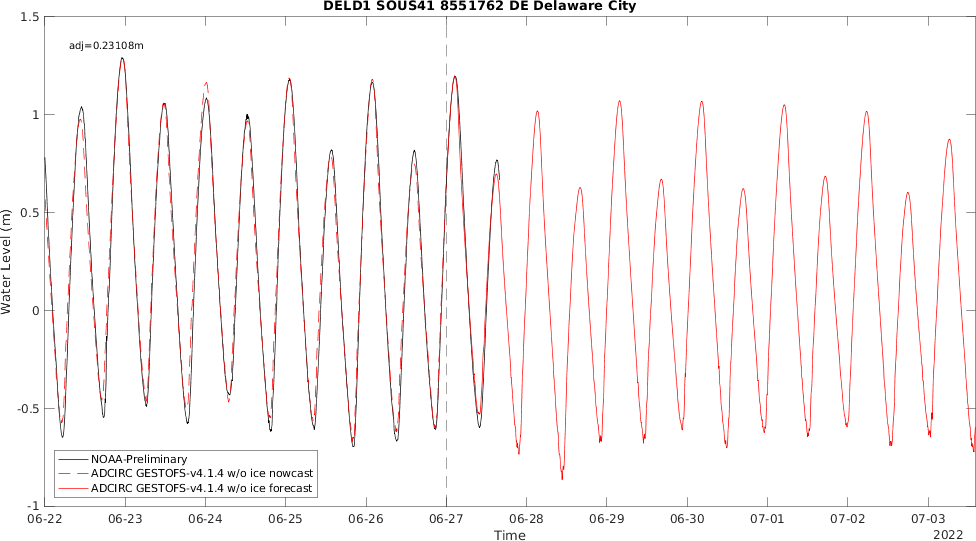 DELD1 SOUS41 8551762 DE Delaware City
1.5
adj=0.23108m
1
0.5
0
-0.5
-1
Water Level (m)
NOAA-Preliminary
ADCIRC GESTOFS-v4.1.4 w/o ice nowcast
ADCIRC GESTOFS-v4.1.4 w/o ice forecast
06-22 06-23 06-24 06-25 06-26 06-27 06-28 06-29 06-30 07-01 07-02 07-03
Time
2022